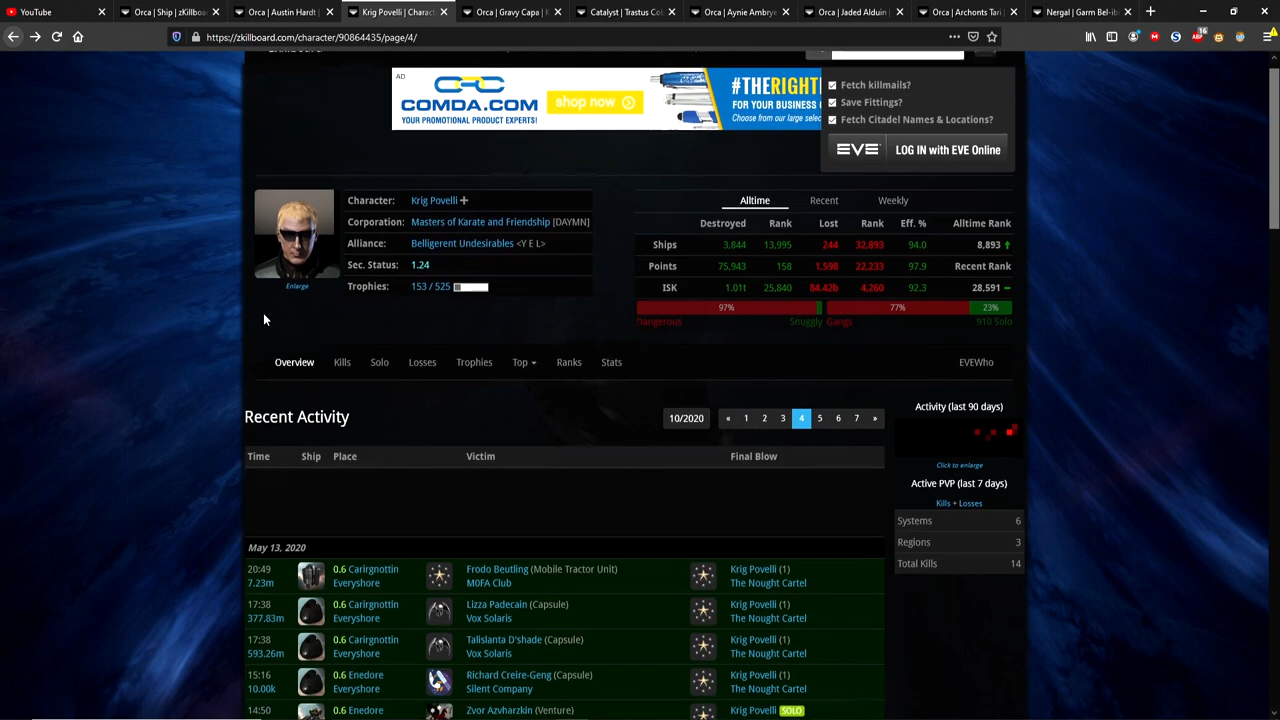 YouTube
Orca | Ship | zKillboar
Orca | Austin Hardt |
Krig Povelli | Charact
Orca | Gravy Capa | K
Catalyst | Trastus Col
Orca | Aynie Ambrye
Orca | Jaded Alduin |
Orca | Archonts Tari |
Nergal | Garm Bel-ib
https://zkillboard.com/character/90864435/page/4/
AD
COMDA.COM
YOUR PROMOTIONAL PRODUCT EXPERTS!
shop now
#THERIGHT
FOR YOUR BUSINESS
Choose from our large selec
Fetch killmails?
Save Fittings?
Fetch Citadel Names & Locations?
EVE
LOG IN with EVE Online
Enlarge
Character: Krig Povelli
Corporation: Masters of Karate and Friendship [DAYMN]
Alliance: Belligerent Undesirables <Y E L>
Sec. Status: 1.24
Trophies: 153 / 525
Alltime Recent Weekly
Destroyed Rank Lost Rank Eff. % Alltime Rank
Ships 3,844 13,995 244 32,893 94.0 8,893
Points 75,943 158 1,598 22,233 97.9 Recent Rank
ISK 1.01t 25,840 84.42b 4,260 92.3 28,591
97% 77% 23%
Dangerous Snuggly Gangs 910 Solo
Overview Kills Solo Losses Trophies Top Ranks Stats EVEWho
Recent Activity
10/2020
« 1 2 3 4 5 6 7 »
Activity (last 90 days)
Click to enlarge
Active PVP (last 7 days)
Kills + Losses
Systems 6
Regions 3
Total Kills 14
Time Ship Place Victim Final Blow
May 13, 2020
20:49 0.6 Carirgnottin Frodo Beutling (Mobile Tractor Unit) Krig Povelli (1)
7.23m Everyshore M0FA Club The Nought Cartel
17:38 0.6 Carirgnottin Lizza Padecain (Capsule) Krig Povelli (1)
377.83m Everyshore Vox Solaris The Nought Cartel
17:38 0.6 Carirgnottin Talislanta D'shade (Capsule) Krig Povelli (1)
593.26m Everyshore Vox Solaris The Nought Cartel
15:16 0.6 Enedore Richard Creire-Geng (Capsule) Krig Povelli (1)
10.00k Everyshore Silent Company The Nought Cartel
14:50 0.6 Enedore Zvor Azvharzkin (Venture) Krig Povelli SOLO